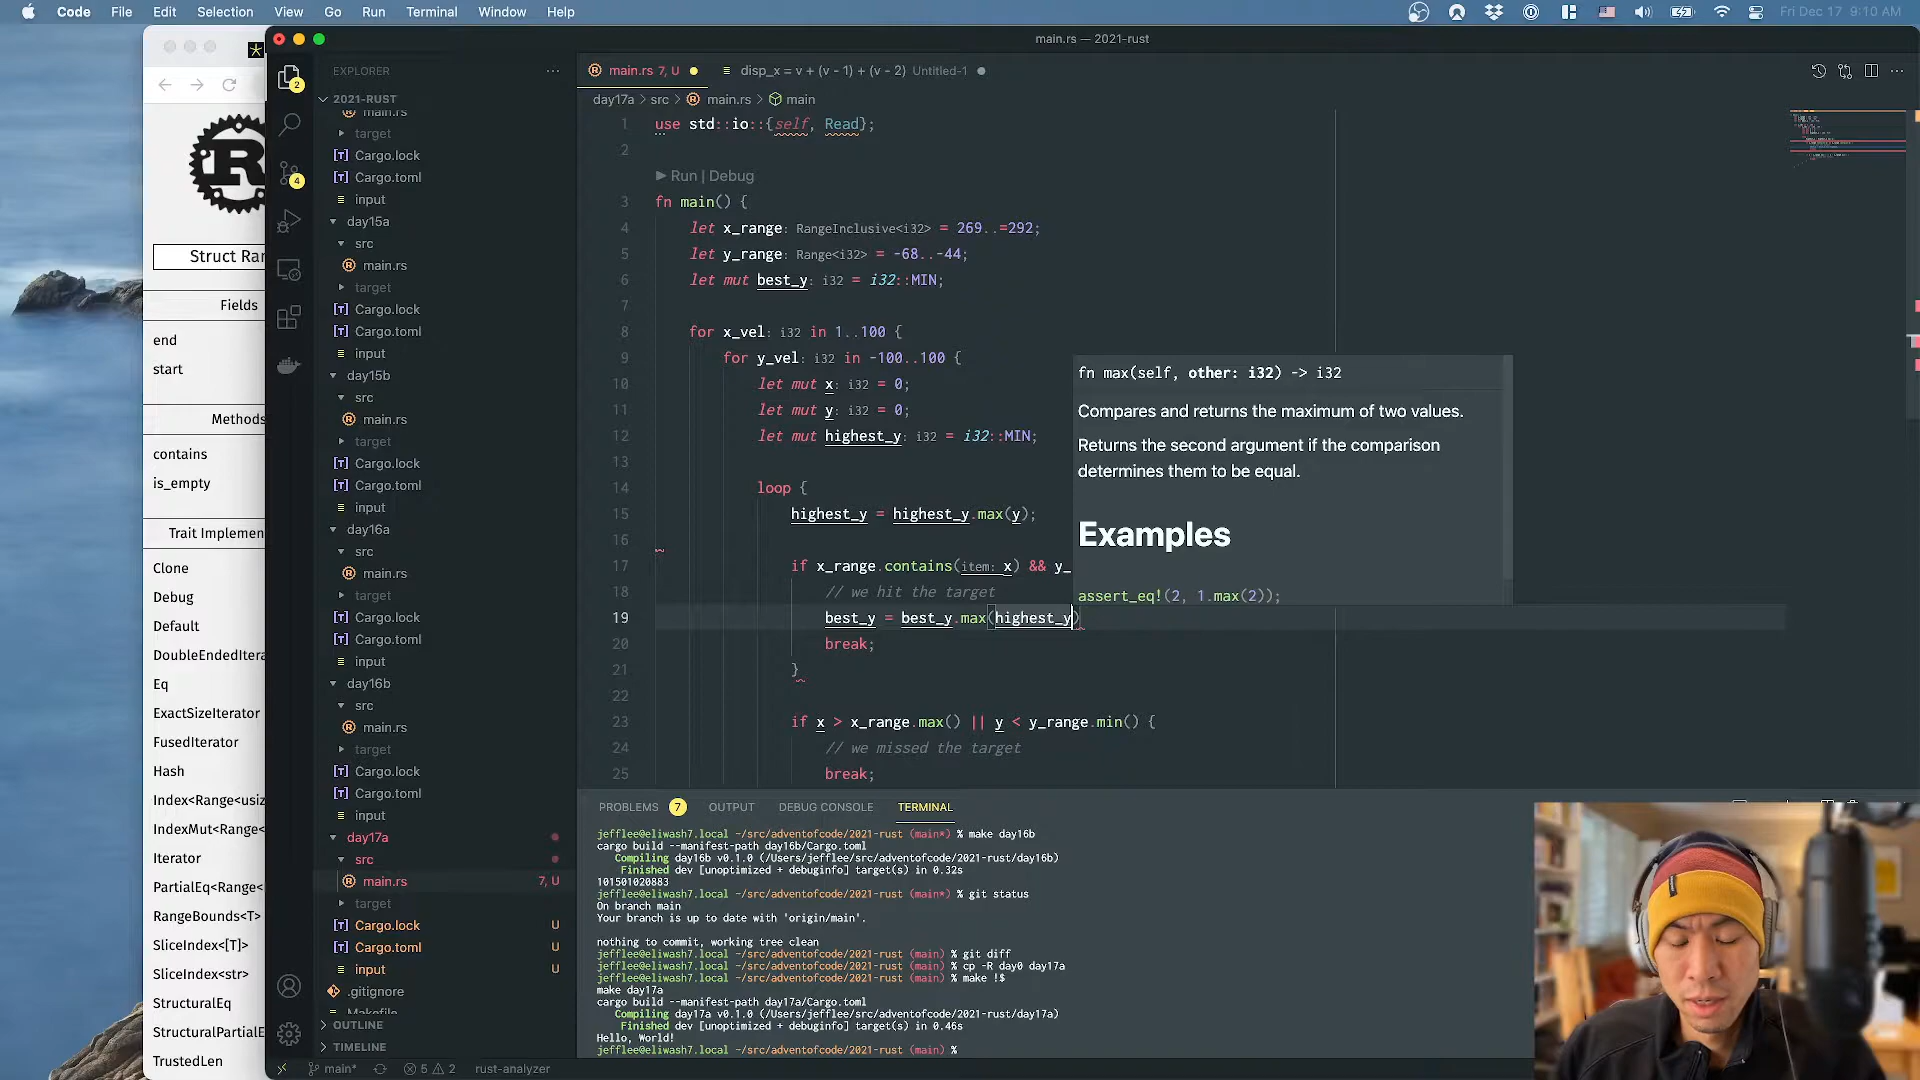 Code File Edit Selection View Go Run Terminal Window Help
Fri Dec 17 9:10 AM
main.rs — 2021-rust
Struct Ran
Fields
end
start
Methods
contains
is_empty
Trait Implemen
Clone
Debug
Default
DoubleEndedItera
Eq
ExactSizeIterator
FusedIterator
Hash
Index<Range<usiz
IndexMut<Range<
Iterator
PartialEq<Range<
RangeBounds<T>
SliceIndex<[T]>
SliceIndex<str>
StructuralEq
StructuralPartialE
TrustedLen
2
4
EXPLORER
2021-RUST
main.rs
target
Cargo.lock
Cargo.toml
input
day15a
src
main.rs
target
Cargo.lock
Cargo.toml
input
day15b
src
main.rs
target
Cargo.lock
Cargo.toml
input
day16a
src
main.rs
target
Cargo.lock
Cargo.toml
input
day16b
src
main.rs
target
Cargo.lock
Cargo.toml
input
day17a
src
main.rs 7, U
target
Cargo.lock U
Cargo.toml U
input U
.gitignore
Makefile
OUTLINE
TIMELINE
main.rs 7, U
disp_x = v + (v - 1) + (v - 2) Untitled-1
day17a > src > main.rs > main
1 use std::io::{self, Read};
2
Run | Debug
3 fn main() {
4 let x_range: RangeInclusive<i32> = 269..=292;
5 let y_range: Range<i32> = -68..-44;
6 let mut best_y: i32 = i32::MIN;
7
8 for x_vel: i32 in 1..100 {
9 for y_vel: i32 in -100..100 {
10 let mut x: i32 = 0;
11 let mut y: i32 = 0;
12 let mut highest_y: i32 = i32::MIN;
13
14 loop {
15 highest_y = highest_y.max(y);
16
17 if x_range.contains(item: x) && y_
18 // we hit the target
19 best_y = best_y.max(highest_y)
20 break;
21 }
22
23 if x > x_range.max() || y < y_range.min() {
24 // we missed the target
25 break;
fn max(self, other: i32) -> i32
Compares and returns the maximum of two values.
Returns the second argument if the comparison
determines them to be equal.
Examples
assert_eq!(2, 1.max(2));
PROBLEMS 7 OUTPUT DEBUG CONSOLE TERMINAL
jefflee@eliwash7.local ~/src/adventofcode/2021-rust (main*) % make day16b
cargo build --manifest-path day16b/Cargo.toml
Compiling day16b v0.1.0 (/Users/jefflee/src/adventofcode/2021-rust/day16b)
Finished dev [unoptimized + debuginfo] target(s) in 0.32s
101501020883
jefflee@eliwash7.local ~/src/adventofcode/2021-rust (main*) % git status
On branch main
Your branch is up to date with 'origin/main'.
nothing to commit, working tree clean
jefflee@eliwash7.local ~/src/adventofcode/2021-rust (main) % git diff
jefflee@eliwash7.local ~/src/adventofcode/2021-rust (main) % cp -R day0 day17a
jefflee@eliwash7.local ~/src/adventofcode/2021-rust (main) % make !$
make day17a
cargo build --manifest-path day17a/Cargo.toml
Compiling day17a v0.1.0 (/Users/jefflee/src/adventofcode/2021-rust/day17a)
Finished dev [unoptimized + debuginfo] target(s) in 0.46s
Hello, World!
jefflee@eliwash7.local ~/src/adventofcode/2021-rust (main) %
main* 5 2 rust-analyzer